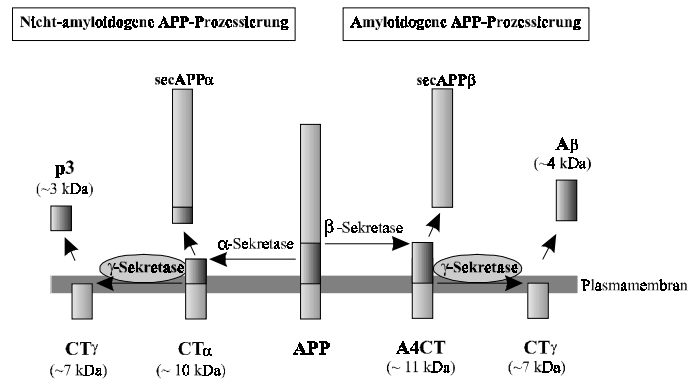 Nicht-amyloidogene APP-Prozessierung
Amyloidogene APP-Prozessierung
secAPPα
secAPPβ
p3
(~3 kDa)
Aβ
(~4 kDa)
α-Sekretase
β -Sekretase
γ-Sekretase
γ-Sekretase
Plasmamembran
CTγ
(~7 kDa)
CTα
(~ 10 kDa)
APP
A4CT
(~ 11 kDa)
CTγ
(~7 kDa)